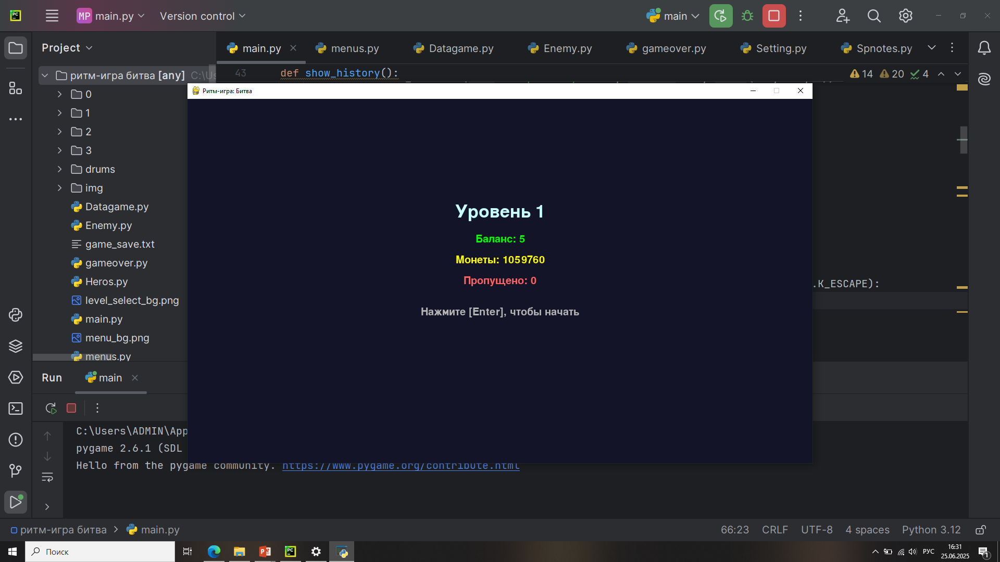 MP main.py Version control main
Project
main.py menus.py Datagame.py Enemy.py gameover.py Setting.py Spnotes.py
ритм-игра битва [any] C:\Us
43 def show_history():
14 20 4
Ритм-игра: Битва
0
1
2
3
drums
img
Datagame.py
Enemy.py
game_save.txt
gameover.py
Heros.py
level_select_bg.png
main.py
menu_bg.png
menus.py
Уровень 1
Баланс: 5
Монеты: 1059760
Пропущено: 0
Нажмите [Enter], чтобы начать
.K_ESCAPE):
Run main
C:\Users\ADMIN\App
pygame 2.6.1 (SDL
Hello from the pygame community. https://www.pygame.org/contribute.html
ритм-игра битва main.py
66:23 CRLF UTF-8 4 spaces Python 3.12
Поиск
РУС
16:31
25.06.2025
1